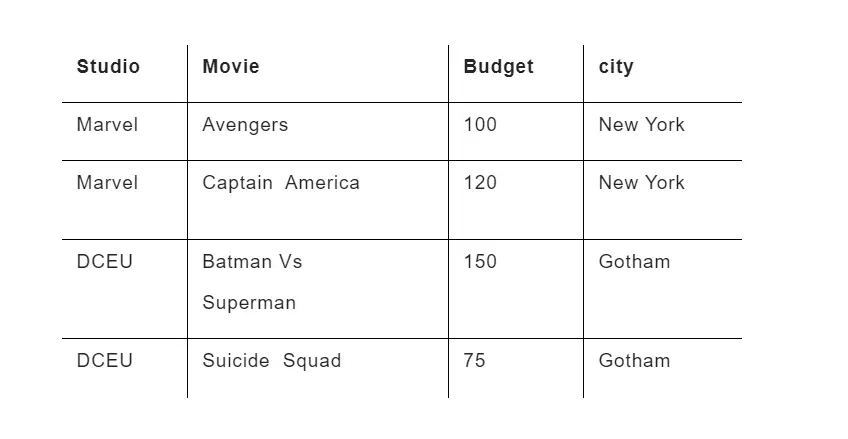 Studio Movie Budget city
Marvel Avengers 100 New York
Marvel Captain America 120 New York
DCEU Batman Vs 150 Gotham
Superman
DCEU Suicide Squad 75 Gotham